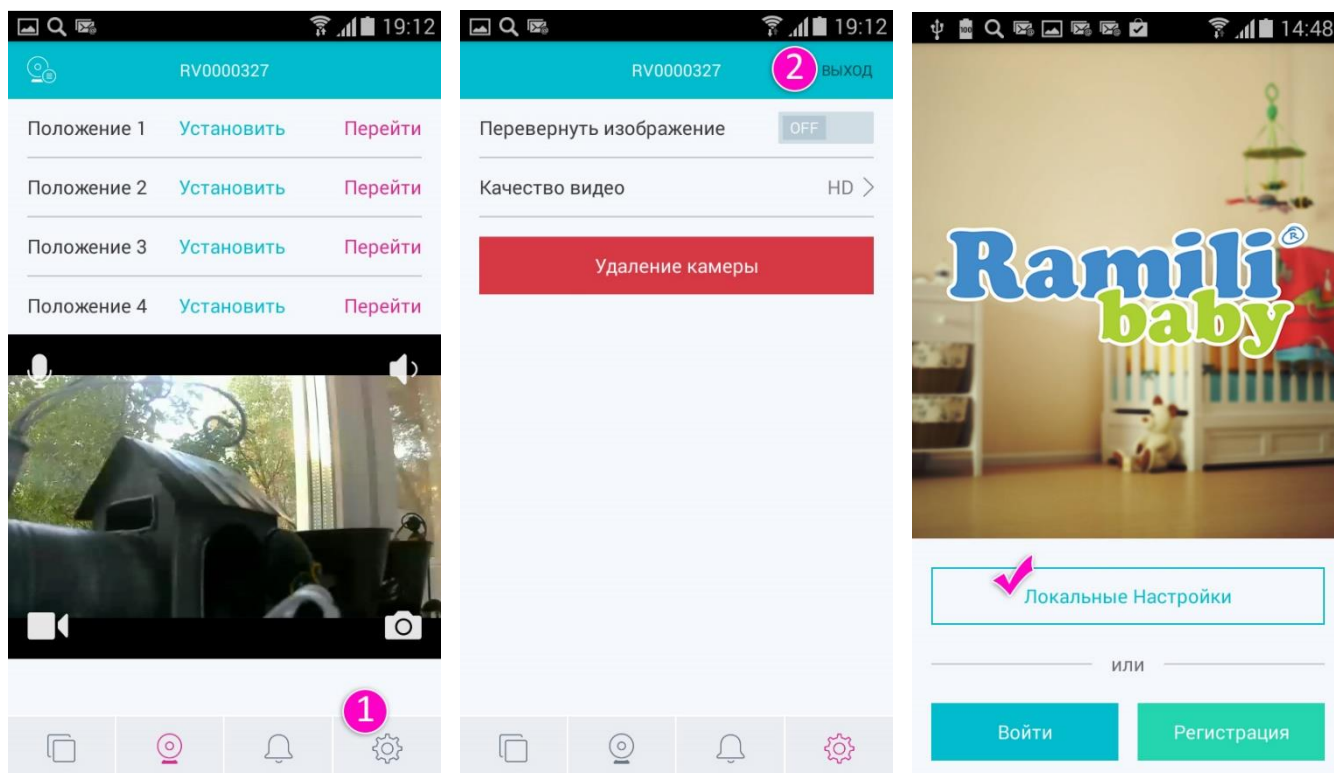 19:12
RV0000327
Положение 1 Установить Перейти
Положение 2 Установить Перейти
Положение 3 Установить Перейти
Положение 4 Установить Перейти
1
19:12
RV0000327 2 выход
Перевернуть изображение OFF
Качество видео HD >
Удаление камеры
100 14:48
Ramili®
baby
Локальные Настройки
или
Войти Регистрация